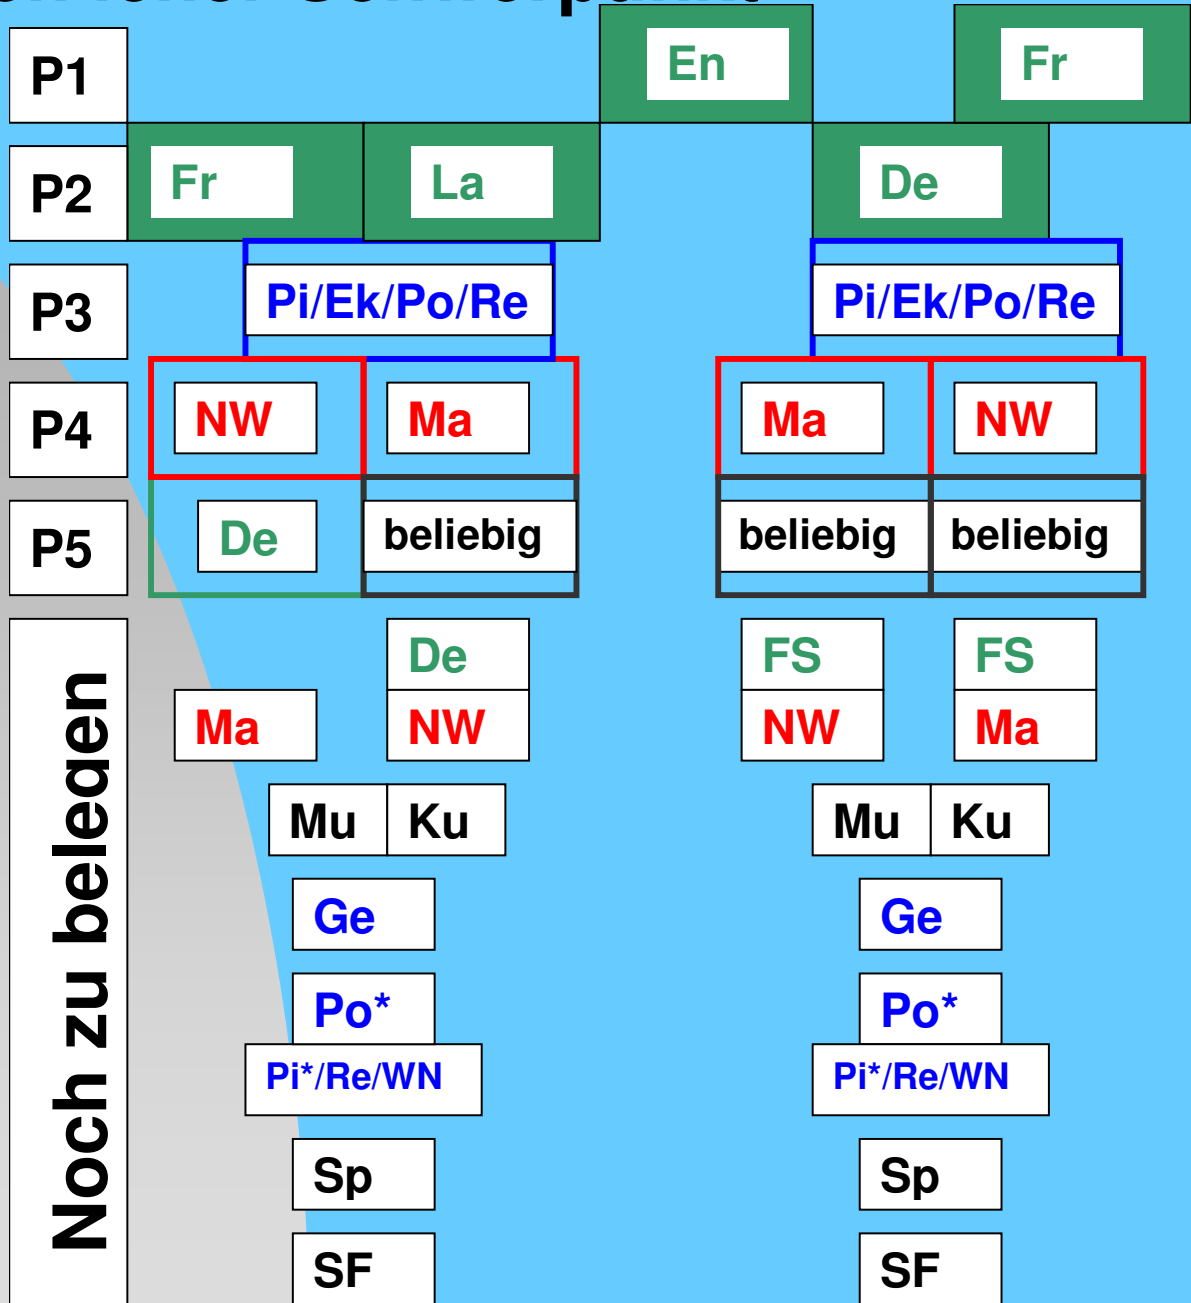 P1 En Fr
P2 Fr La De
P3 Pi/Ek/Po/Re Pi/Ek/Po/Re
P4 NW Ma Ma NW
P5 De beliebig beliebig beliebig
Noch zu belegen
De FS FS
Ma NW NW Ma
Mu Ku Mu Ku
Ge Ge
Po* Po*
Pi*/Re/WN Pi*/Re/WN
Sp Sp
SF SF